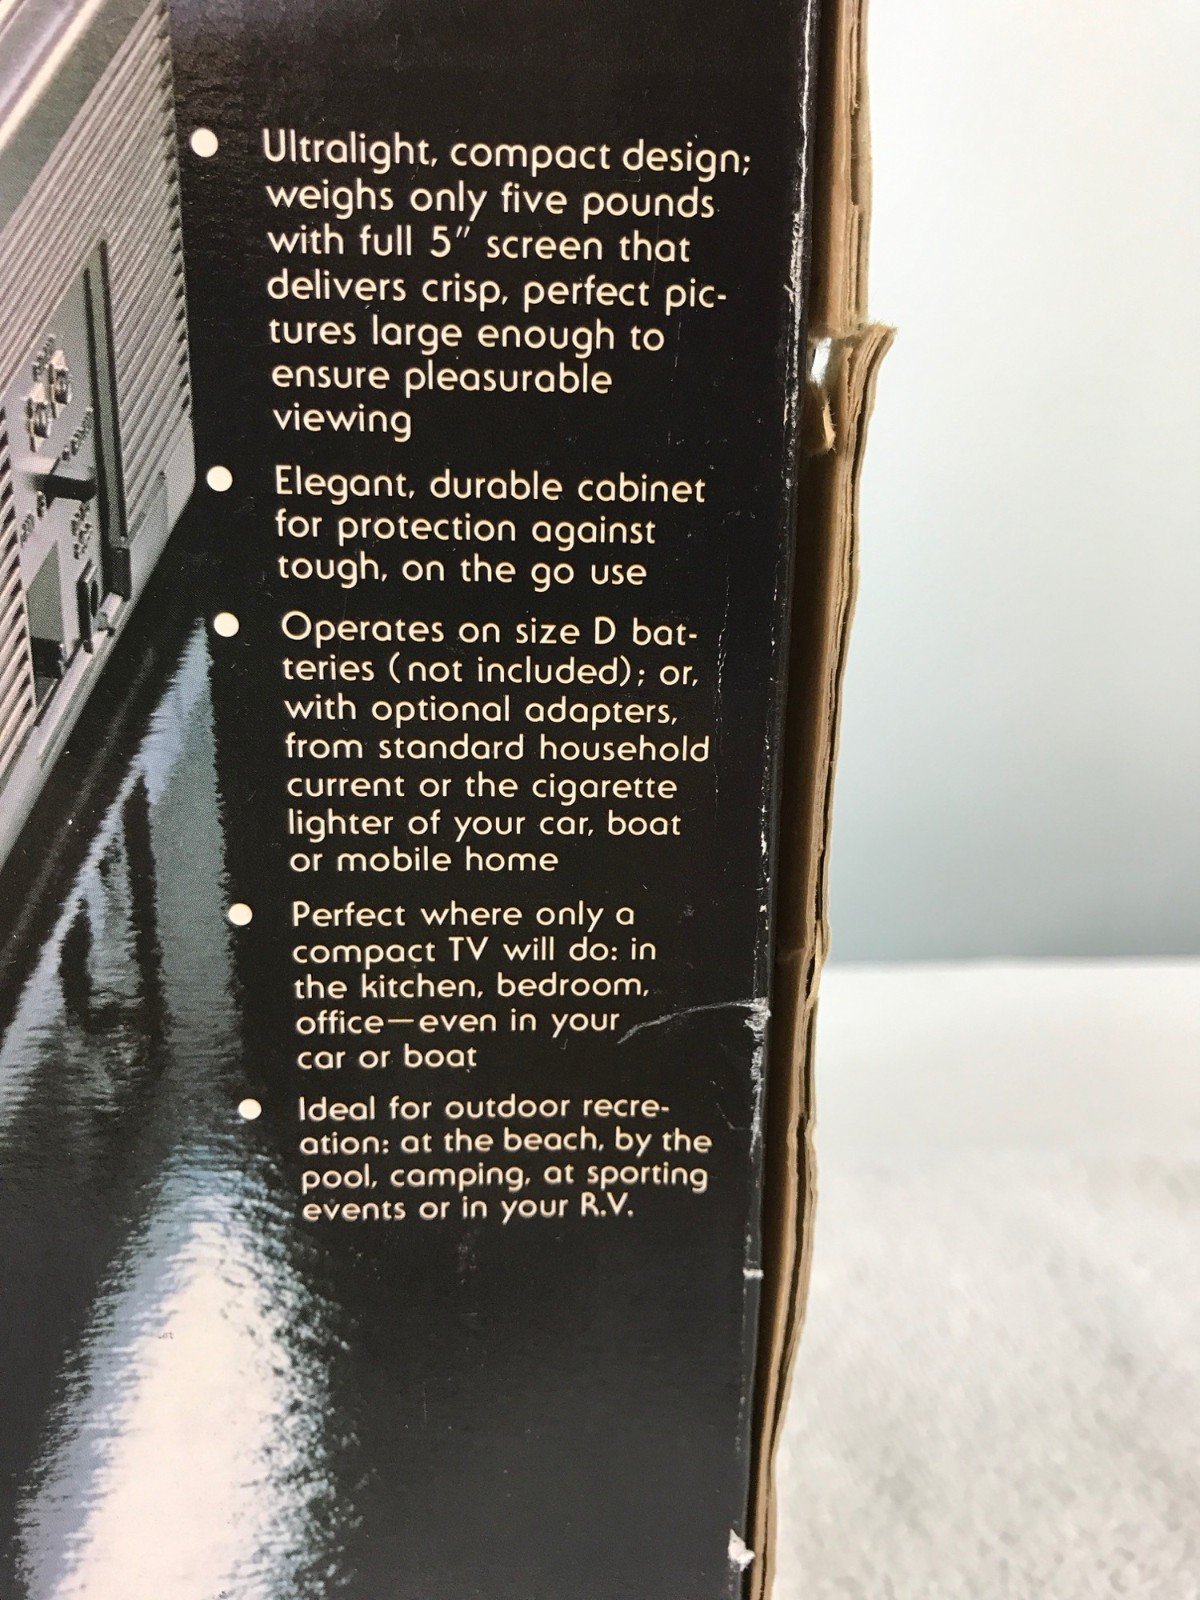 ● Ultralight, compact design;
weighs only five pounds
with full 5" screen that
delivers crisp, perfect pic-
tures large enough to
ensure pleasurable
viewing
● Elegant, durable cabinet
for protection against
tough, on the go use
● Operates on size D bat-
teries (not included); or,
with optional adapters,
from standard household
current or the cigarette
lighter of your car, boat
or mobile home
● Perfect where only a
compact TV will do: in
the kitchen, bedroom,
office—even in your
car or boat
● Ideal for outdoor recre-
ation: at the beach, by the
pool, camping, at sporting
events or in your R.V.